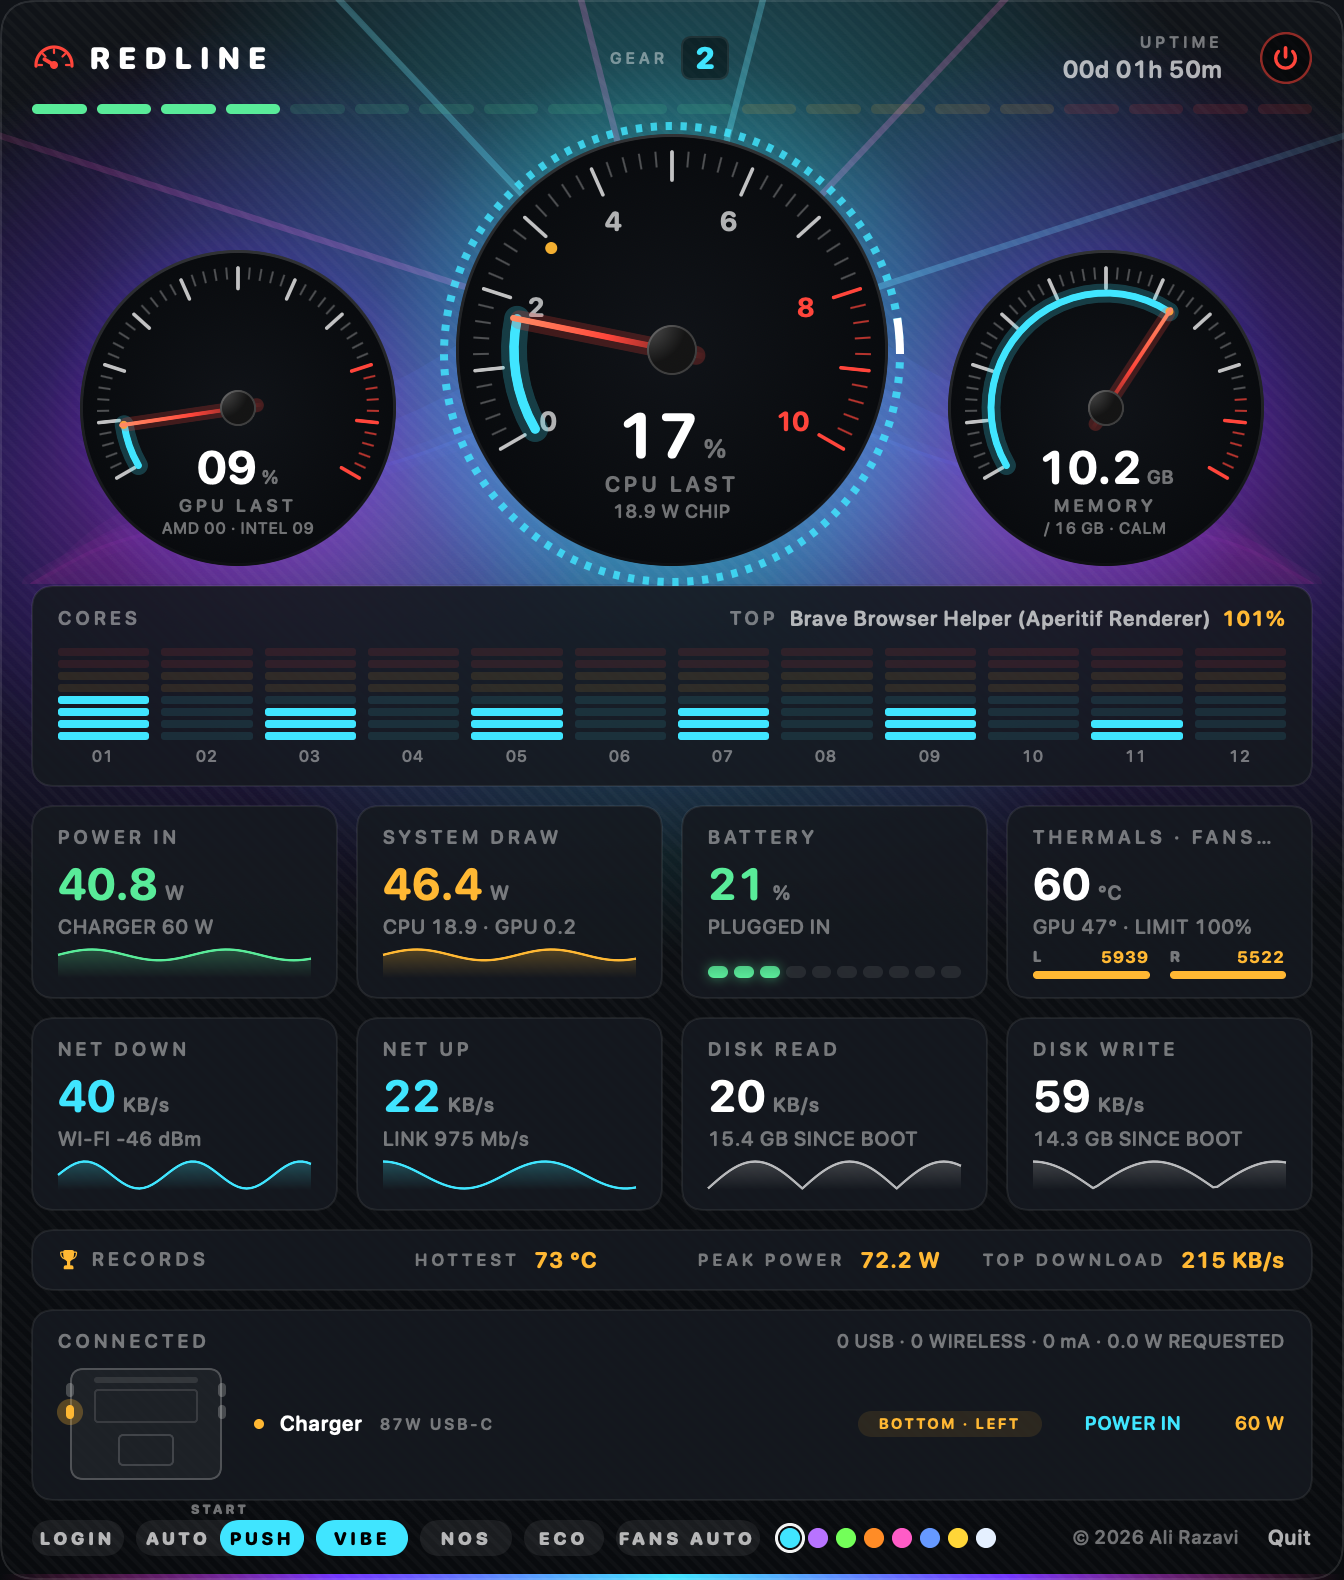 REDLINE
GEAR 2
UPTIME
00d 01h 50m
4 6
2 8
0 10
17 %
CPU LAST
18.9 W CHIP
09 %
GPU LAST
AMD 00 · INTEL 09
10.2 GB
MEMORY
/ 16 GB · CALM
CORES
TOP Brave Browser Helper (Aperitif Renderer) 101%
01 02 03 04 05 06 07 08 09 10 11 12
POWER IN
40.8 W
CHARGER 60 W
SYSTEM DRAW
46.4 W
CPU 18.9 · GPU 0.2
BATTERY
21 %
PLUGGED IN
THERMALS · FANS...
60 °C
GPU 47° · LIMIT 100%
L 5939 R 5522
NET DOWN
40 KB/s
WI-FI -46 dBm
NET UP
22 KB/s
LINK 975 Mb/s
DISK READ
20 KB/s
15.4 GB SINCE BOOT
DISK WRITE
59 KB/s
14.3 GB SINCE BOOT
RECORDS HOTTEST 73 °C PEAK POWER 72.2 W TOP DOWNLOAD 215 KB/s
CONNECTED 0 USB · 0 WIRELESS · 0 mA · 0.0 W REQUESTED
Charger 87W USB-C BOTTOM · LEFT POWER IN 60 W
START
LOGIN AUTO PUSH VIBE NOS ECO FANS AUTO © 2026 Ali Razavi Quit